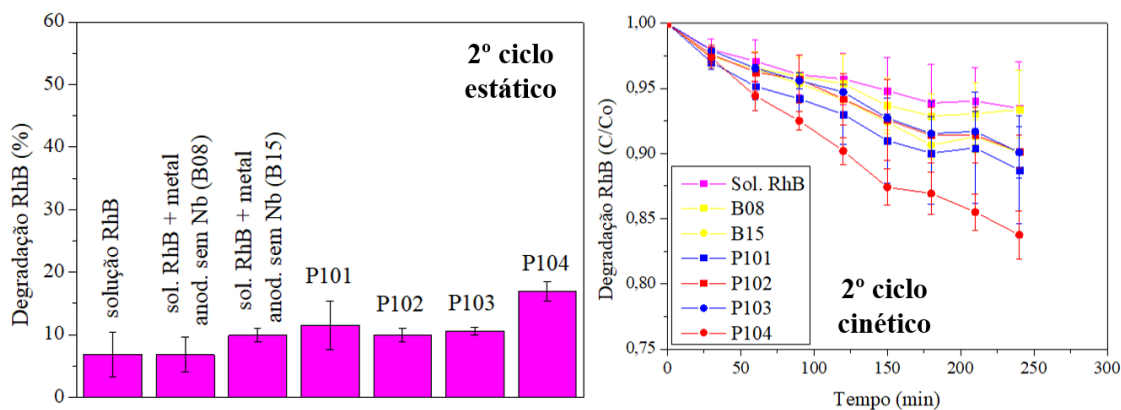 60
50
40
30
20
10
0
Degradação RhB (%)
2º ciclo
estático
solução RhB
sol. RhB + metal
anod. sem Nb (B08)
sol. RhB + metal
anod. sem Nb (B15)
P101
P102
P103
P104
1,00
0,95
0,90
0,85
0,80
0,75
Degradação RhB (C/Co)
Sol. RhB
B08
B15
P101
P102
P103
P104
2º ciclo
cinético
0 50 100 150 200 250 300
Tempo (min)